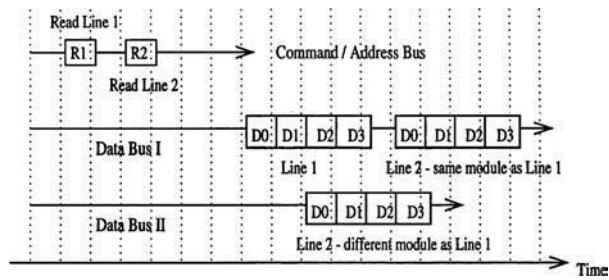 Read Line 1
R1 R2 Command / Address Bus
Read Line 2
D0 D1 D2 D3 D0 D1 D2 D3
Data Bus I Line 1 Line 2 - same module as Line 1
D0 D1 D2 D3
Data Bus II Line 2 - different module as Line 1
Time